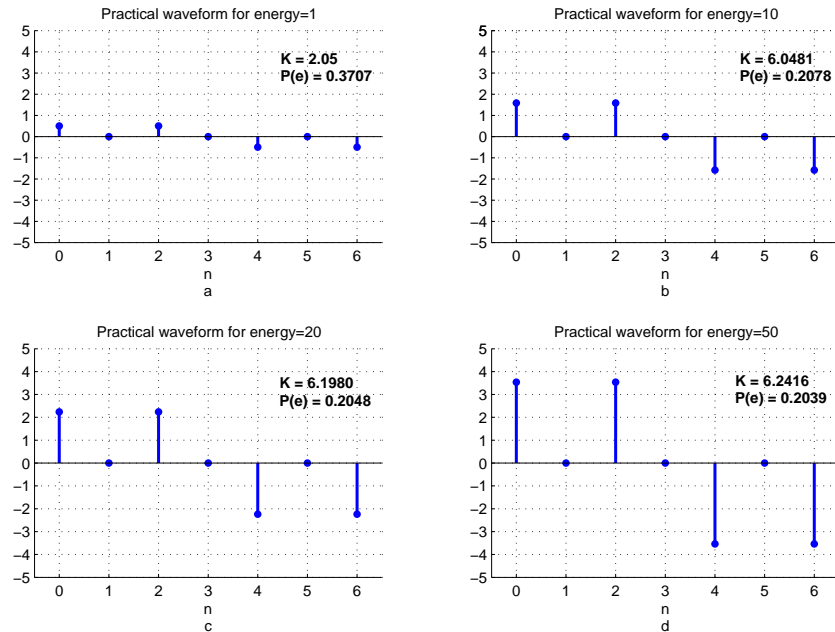 Practical waveform for energy=1
5
4
3
2
1
0
−1
−2
−3
−4
−5
K = 2.05
P(e) = 0.3707
0 1 2 3 4 5 6
n
a
Practical waveform for energy=10
5
4
3
2
1
0
−1
−2
−3
−4
−5
K = 6.0481
P(e) = 0.2078
0 1 2 3 4 5 6
n
b
Practical waveform for energy=20
5
4
3
2
1
0
−1
−2
−3
−4
−5
K = 6.1980
P(e) = 0.2048
0 1 2 3 4 5 6
n
c
Practical waveform for energy=50
5
4
3
2
1
0
−1
−2
−3
−4
−5
K = 6.2416
P(e) = 0.2039
0 1 2 3 4 5 6
n
d